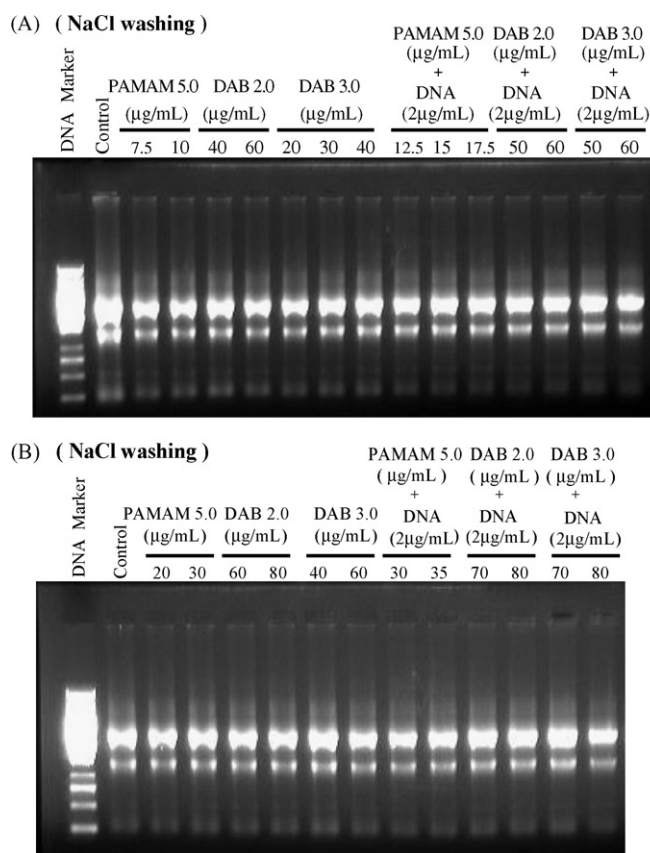 (A) ( NaCl washing )
DNA Marker
Control
PAMAM 5.0
(µg/mL)
DAB 2.0
(µg/mL)
DAB 3.0
(µg/mL)
PAMAM 5.0
(µg/mL)
+
DNA
(2µg/mL)
DAB 2.0
(µg/mL)
+
DNA
(2µg/mL)
DAB 3.0
(µg/mL)
+
DNA
(2µg/mL)
7.5 10 40 60 20 30 40 12.5 15 17.5 50 60 50 60
(B) ( NaCl washing )
DNA Marker
Control
PAMAM 5.0
(µg/mL)
DAB 2.0
(µg/mL)
DAB 3.0
(µg/mL)
PAMAM 5.0
(µg/mL)
+
DNA
(2µg/mL)
DAB 2.0
(µg/mL)
+
DNA
(2µg/mL)
DAB 3.0
(µg/mL)
+
DNA
(2µg/mL)
20 30 60 80 40 60 30 35 70 80 70 80